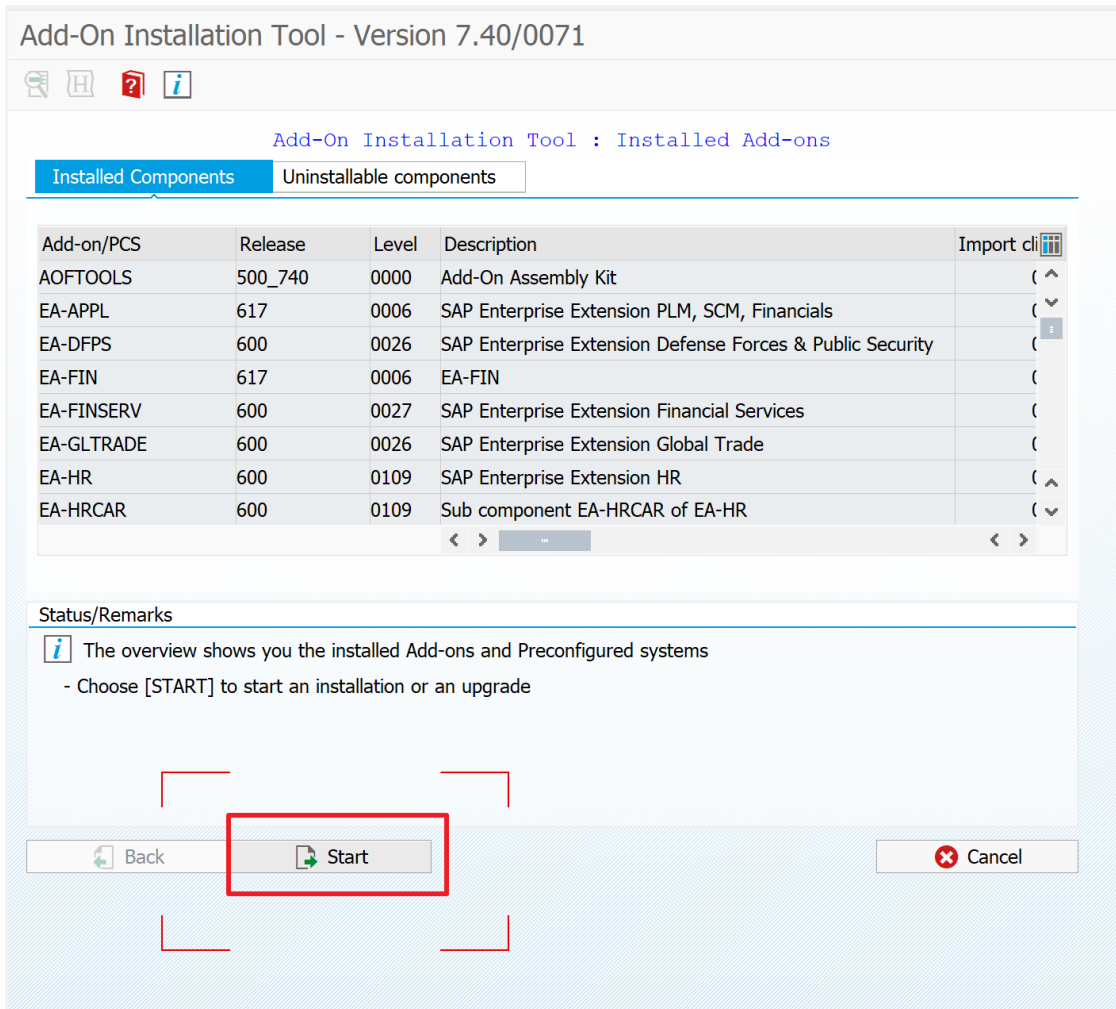 Add-On Installation Tool - Version 7.40/0071
H ? i
Add-On Installation Tool : Installed Add-ons
Installed Components Uninstallable components
Add-on/PCS Release Level Description Import cli
AOFTOOLS 500_740 0000 Add-On Assembly Kit
EA-APPL 617 0006 SAP Enterprise Extension PLM, SCM, Financials
EA-DFPS 600 0026 SAP Enterprise Extension Defense Forces & Public Security
EA-FIN 617 0006 EA-FIN
EA-FINSERV 600 0027 SAP Enterprise Extension Financial Services
EA-GLTRADE 600 0026 SAP Enterprise Extension Global Trade
EA-HR 600 0109 SAP Enterprise Extension HR
EA-HRCAR 600 0109 Sub component EA-HRCAR of EA-HR
Status/Remarks
i The overview shows you the installed Add-ons and Preconfigured systems
- Choose [START] to start an installation or an upgrade
Back Start Cancel